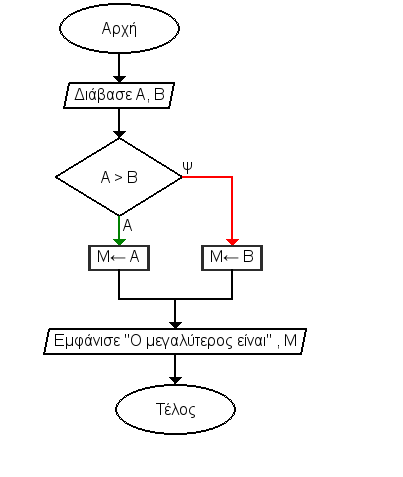 Αρχή
Διάβασε Α, Β
Α > Β
Ψ
Α
Μ← Α
Μ← Β
Εμφάνισε "Ο μεγαλύτερος είναι" , Μ
Τέλος